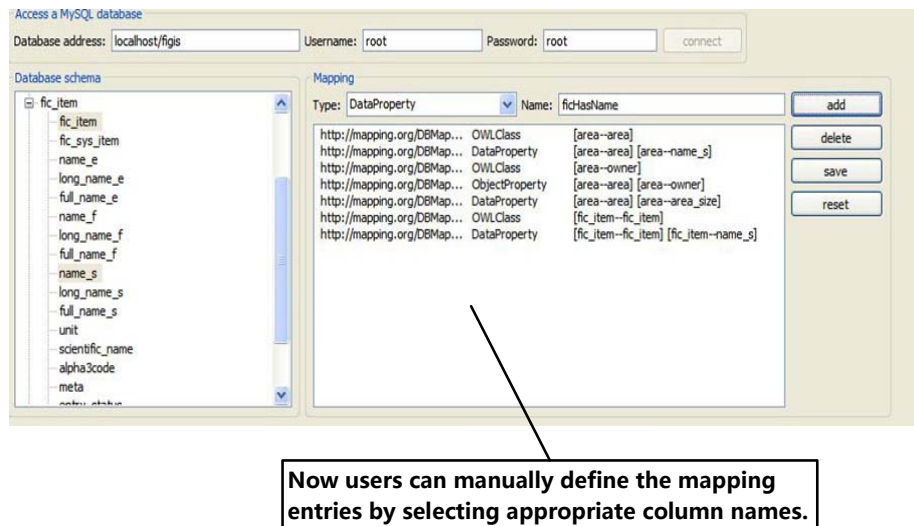 Access a MySQL database
Database address: localhost/figis Username: root Password: root connect
Database schema
fic_item
fic_item
fic_sys_item
name_e
long_name_e
full_name_e
name_f
long_name_f
full_name_f
name_s
long_name_s
full_name_s
unit
scientific_name
alpha3code
meta
entry_status
Mapping
Type: DataProperty Name: ficHasName add
http://mapping.org/DBMap... OWLClass [area--area]
http://mapping.org/DBMap... DataProperty [area--area] [area--name_s]
http://mapping.org/DBMap... OWLClass [area--owner]
http://mapping.org/DBMap... ObjectProperty [area--area] [area--owner]
http://mapping.org/DBMap... DataProperty [area--area] [area--area_size]
http://mapping.org/DBMap... OWLClass [fic_item--fic_item]
http://mapping.org/DBMap... DataProperty [fic_item--fic_item] [fic_item--name_s]
delete
save
reset
Now users can manually define the mapping
entries by selecting appropriate column names.